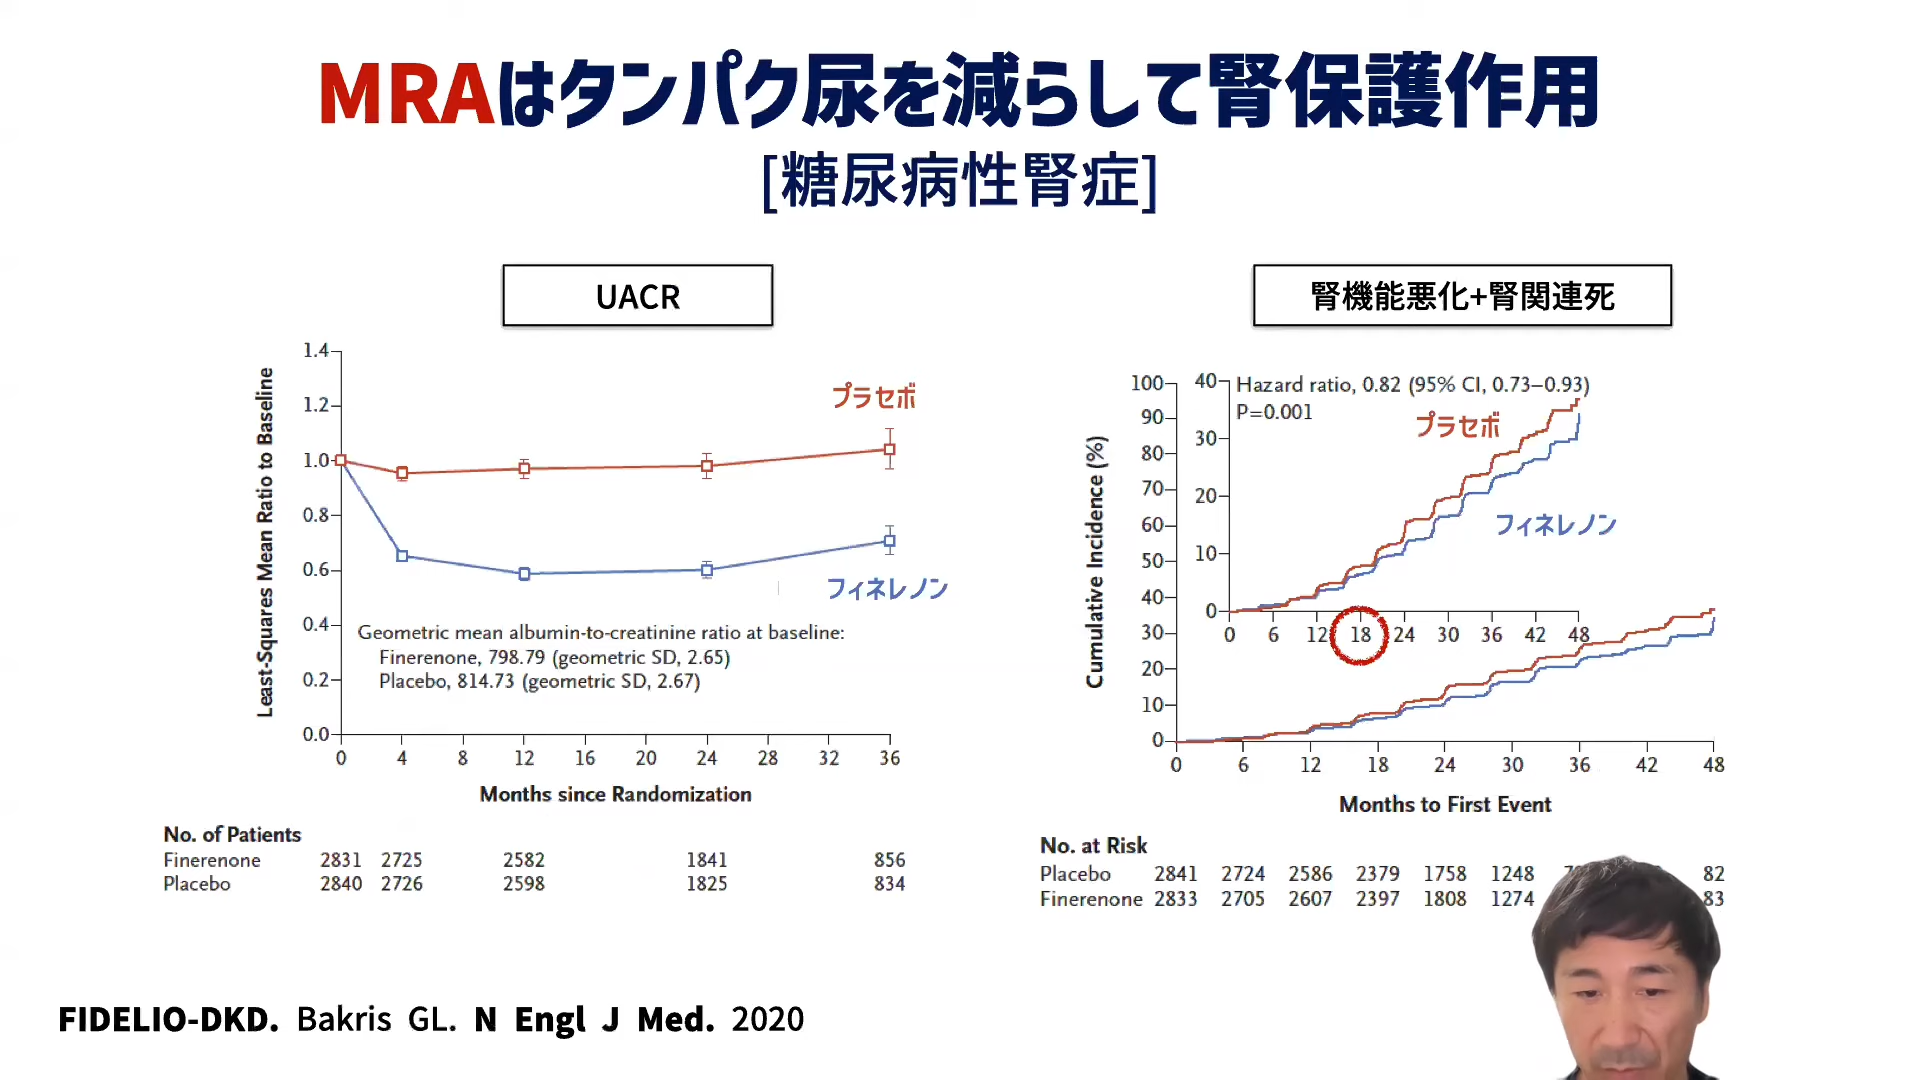 MRAはタンパク尿を減らして腎保護作用
[糖尿病性腎症]
UACR
Least-Squares Mean Ratio to Baseline
1.4
1.2
1.0
0.8
0.6
0.4
0.2
0.0
プラセボ
フィネレノン
Geometric mean albumin-to-creatinine ratio at baseline:
Finerenone, 798.79 (geometric SD, 2.65)
Placebo, 814.73 (geometric SD, 2.67)
0 4 8 12 16 20 24 28 32 36
Months since Randomization
No. of Patients
Finerenone 2831 2725 2582 1841 856
Placebo 2840 2726 2598 1825 834
腎機能悪化+腎関連死
Cumulative Incidence (%)
100
90
80
70
60
50
40
30
20
10
0
40
30
20
10
0
Hazard ratio, 0.82 (95% CI, 0.73–0.93)
P=0.001
プラセボ
フィネレノン
0 6 12 18 24 30 36 42 48
0 6 12 18 24 30 36 42 48
Months to First Event
No. at Risk
Placebo 2841 2724 2586 2379 1758 1248 82
Finerenone 2833 2705 2607 2397 1808 1274 83
FIDELIO-DKD. Bakris GL. N Engl J Med. 2020